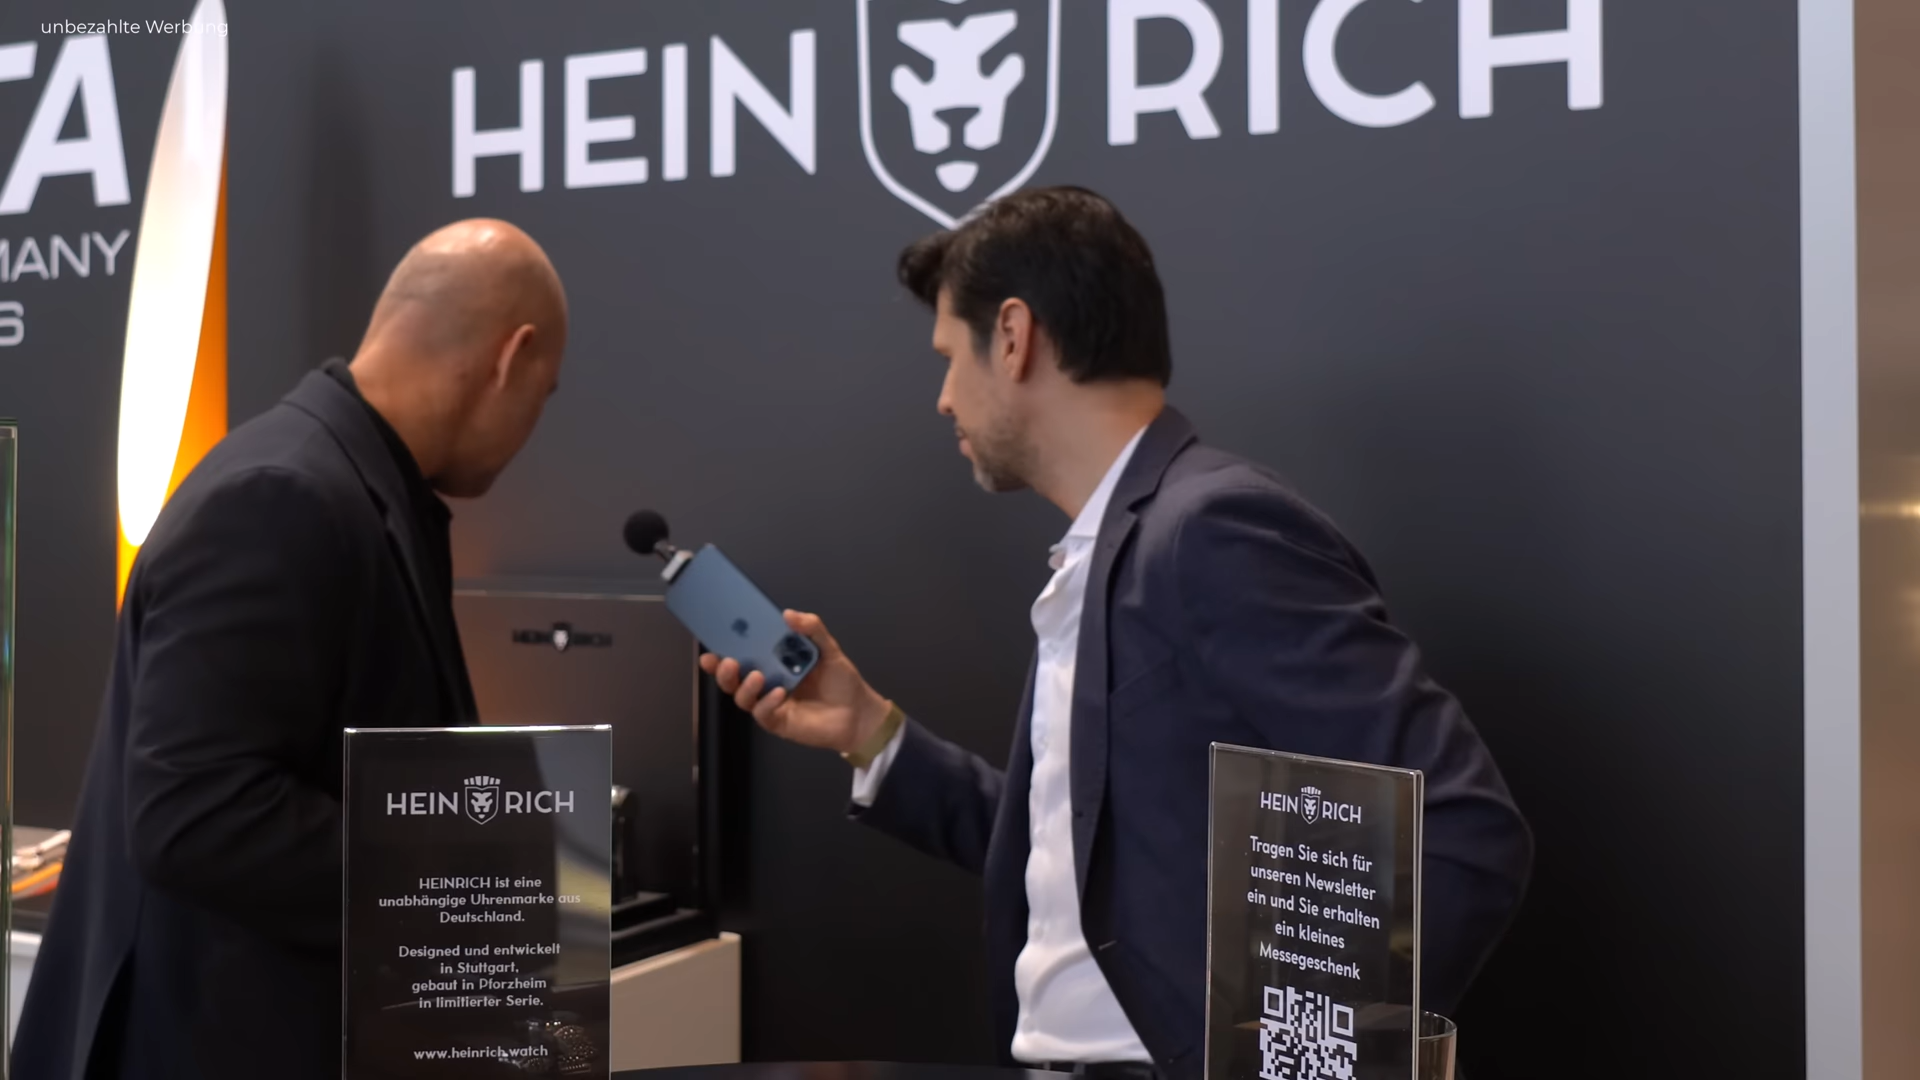 unbezahlte Werbung
TA
MANY
6
HEIN RICH
HEIN RICH
HEIN RICH
HEINRICH ist eine
unabhängige Uhrenmarke aus
Deutschland.
Designed und entwickelt
in Stuttgart,
gebaut in Pforzheim
in limitierter Serie.
www.heinrich.watch
HEIN RICH
Tragen Sie sich für
unseren Newsletter
ein und Sie erhalten
ein kleines
Messegeschenk